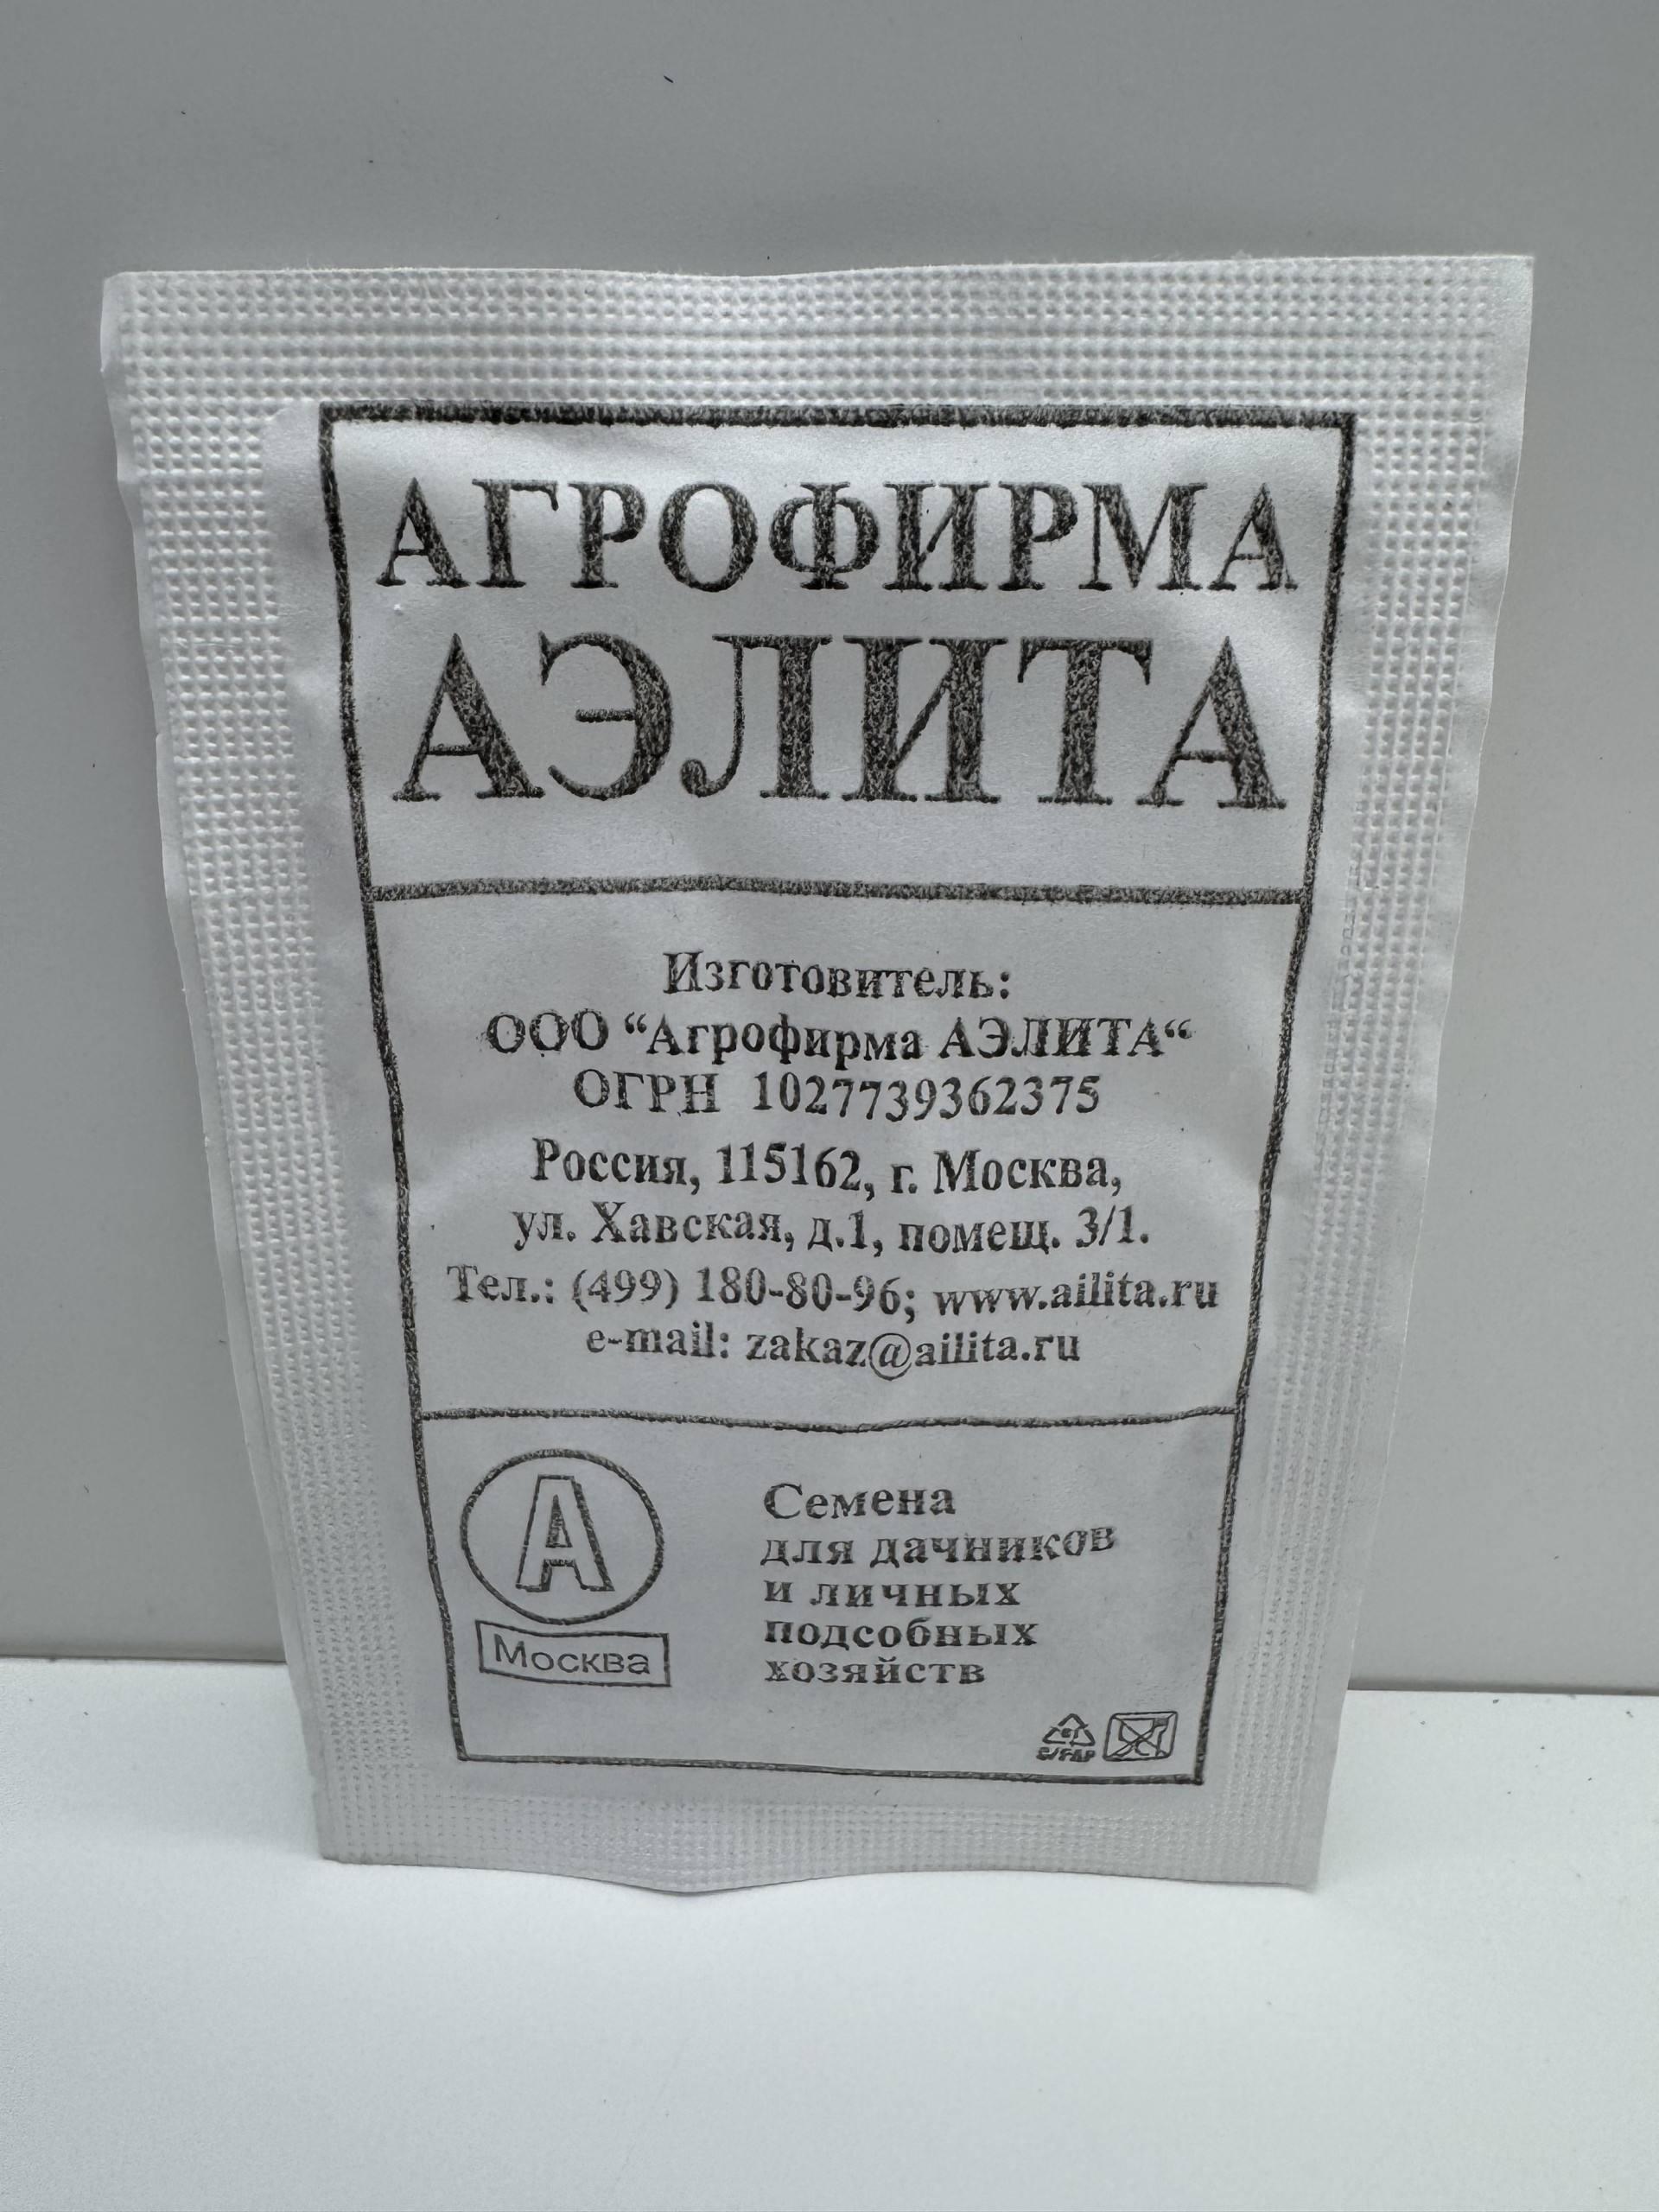 АГРОФИРМА
АЭЛИТА
Изготовитель:
ООО “Агрофирма АЭЛИТА“
ОГРН 1027739362375
Россия, 115162, г. Москва,
ул. Хавская, д.1, помещ. 3/1.
Тел.: (499) 180-80-96; www.ailita.ru
e-mail: zakaz@ailita.ru
А
Москва
Семена
для дачников
и личных
подсобных
хозяйств
C/PAP